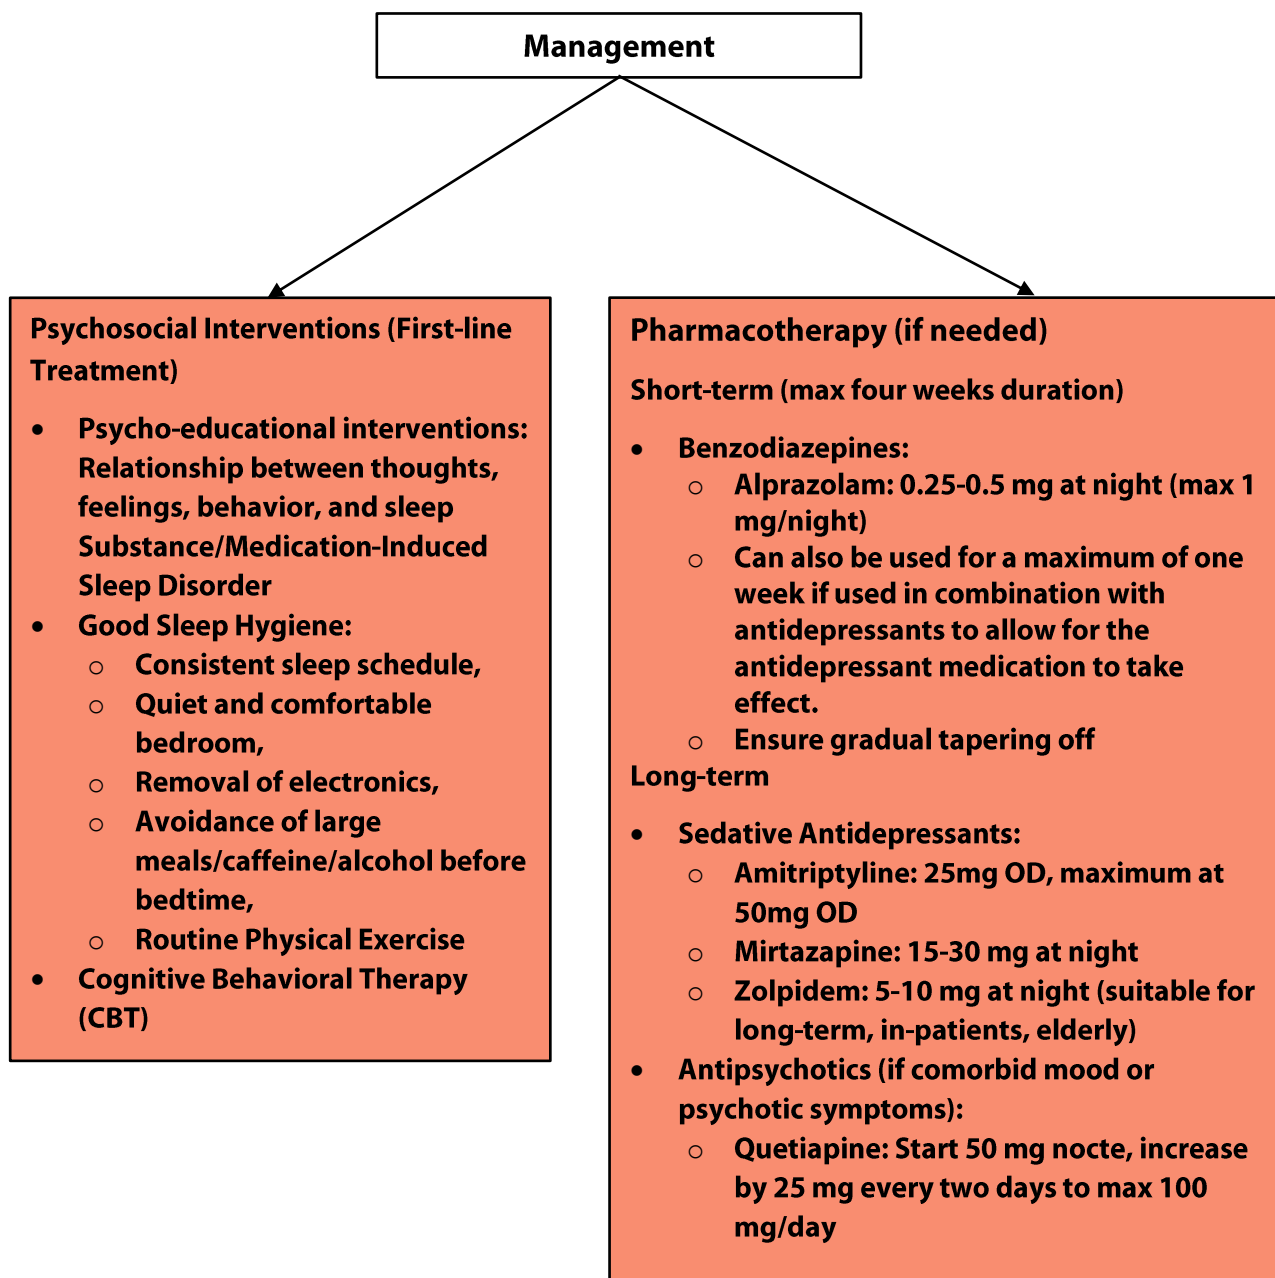 Management
Psychosocial Interventions (First-line
Treatment)
• Psycho-educational interventions:
Relationship between thoughts,
feelings, behavior, and sleep
Substance/Medication-Induced
Sleep Disorder
• Good Sleep Hygiene:
o Consistent sleep schedule,
o Quiet and comfortable
bedroom,
o Removal of electronics,
o Avoidance of large
meals/caffeine/alcohol before
bedtime,
o Routine Physical Exercise
• Cognitive Behavioral Therapy
(CBT)
Pharmacotherapy (if needed)
Short-term (max four weeks duration)
• Benzodiazepines:
o Alprazolam: 0.25-0.5 mg at night (max 1
mg/night)
o Can also be used for a maximum of one
week if used in combination with
antidepressants to allow for the
antidepressant medication to take
effect.
o Ensure gradual tapering off
Long-term
• Sedative Antidepressants:
o Amitriptyline: 25mg OD, maximum at
50mg OD
o Mirtazapine: 15-30 mg at night
o Zolpidem: 5-10 mg at night (suitable for
long-term, in-patients, elderly)
• Antipsychotics (if comorbid mood or
psychotic symptoms):
o Quetiapine: Start 50 mg nocte, increase
by 25 mg every two days to max 100
mg/day